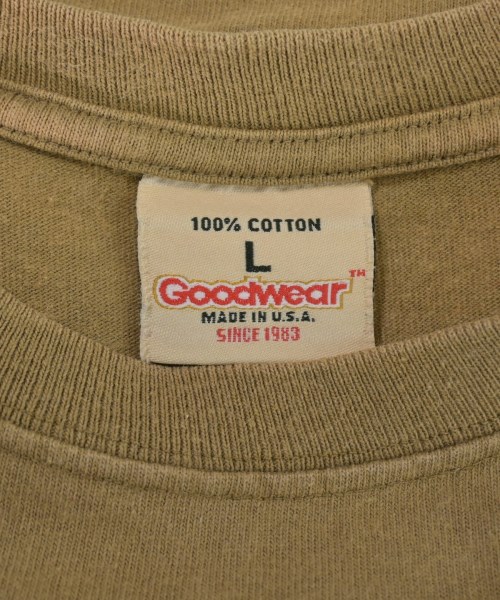 100% COTTON
L
Goodwear™
MADE IN U.S.A.
SINCE 1983